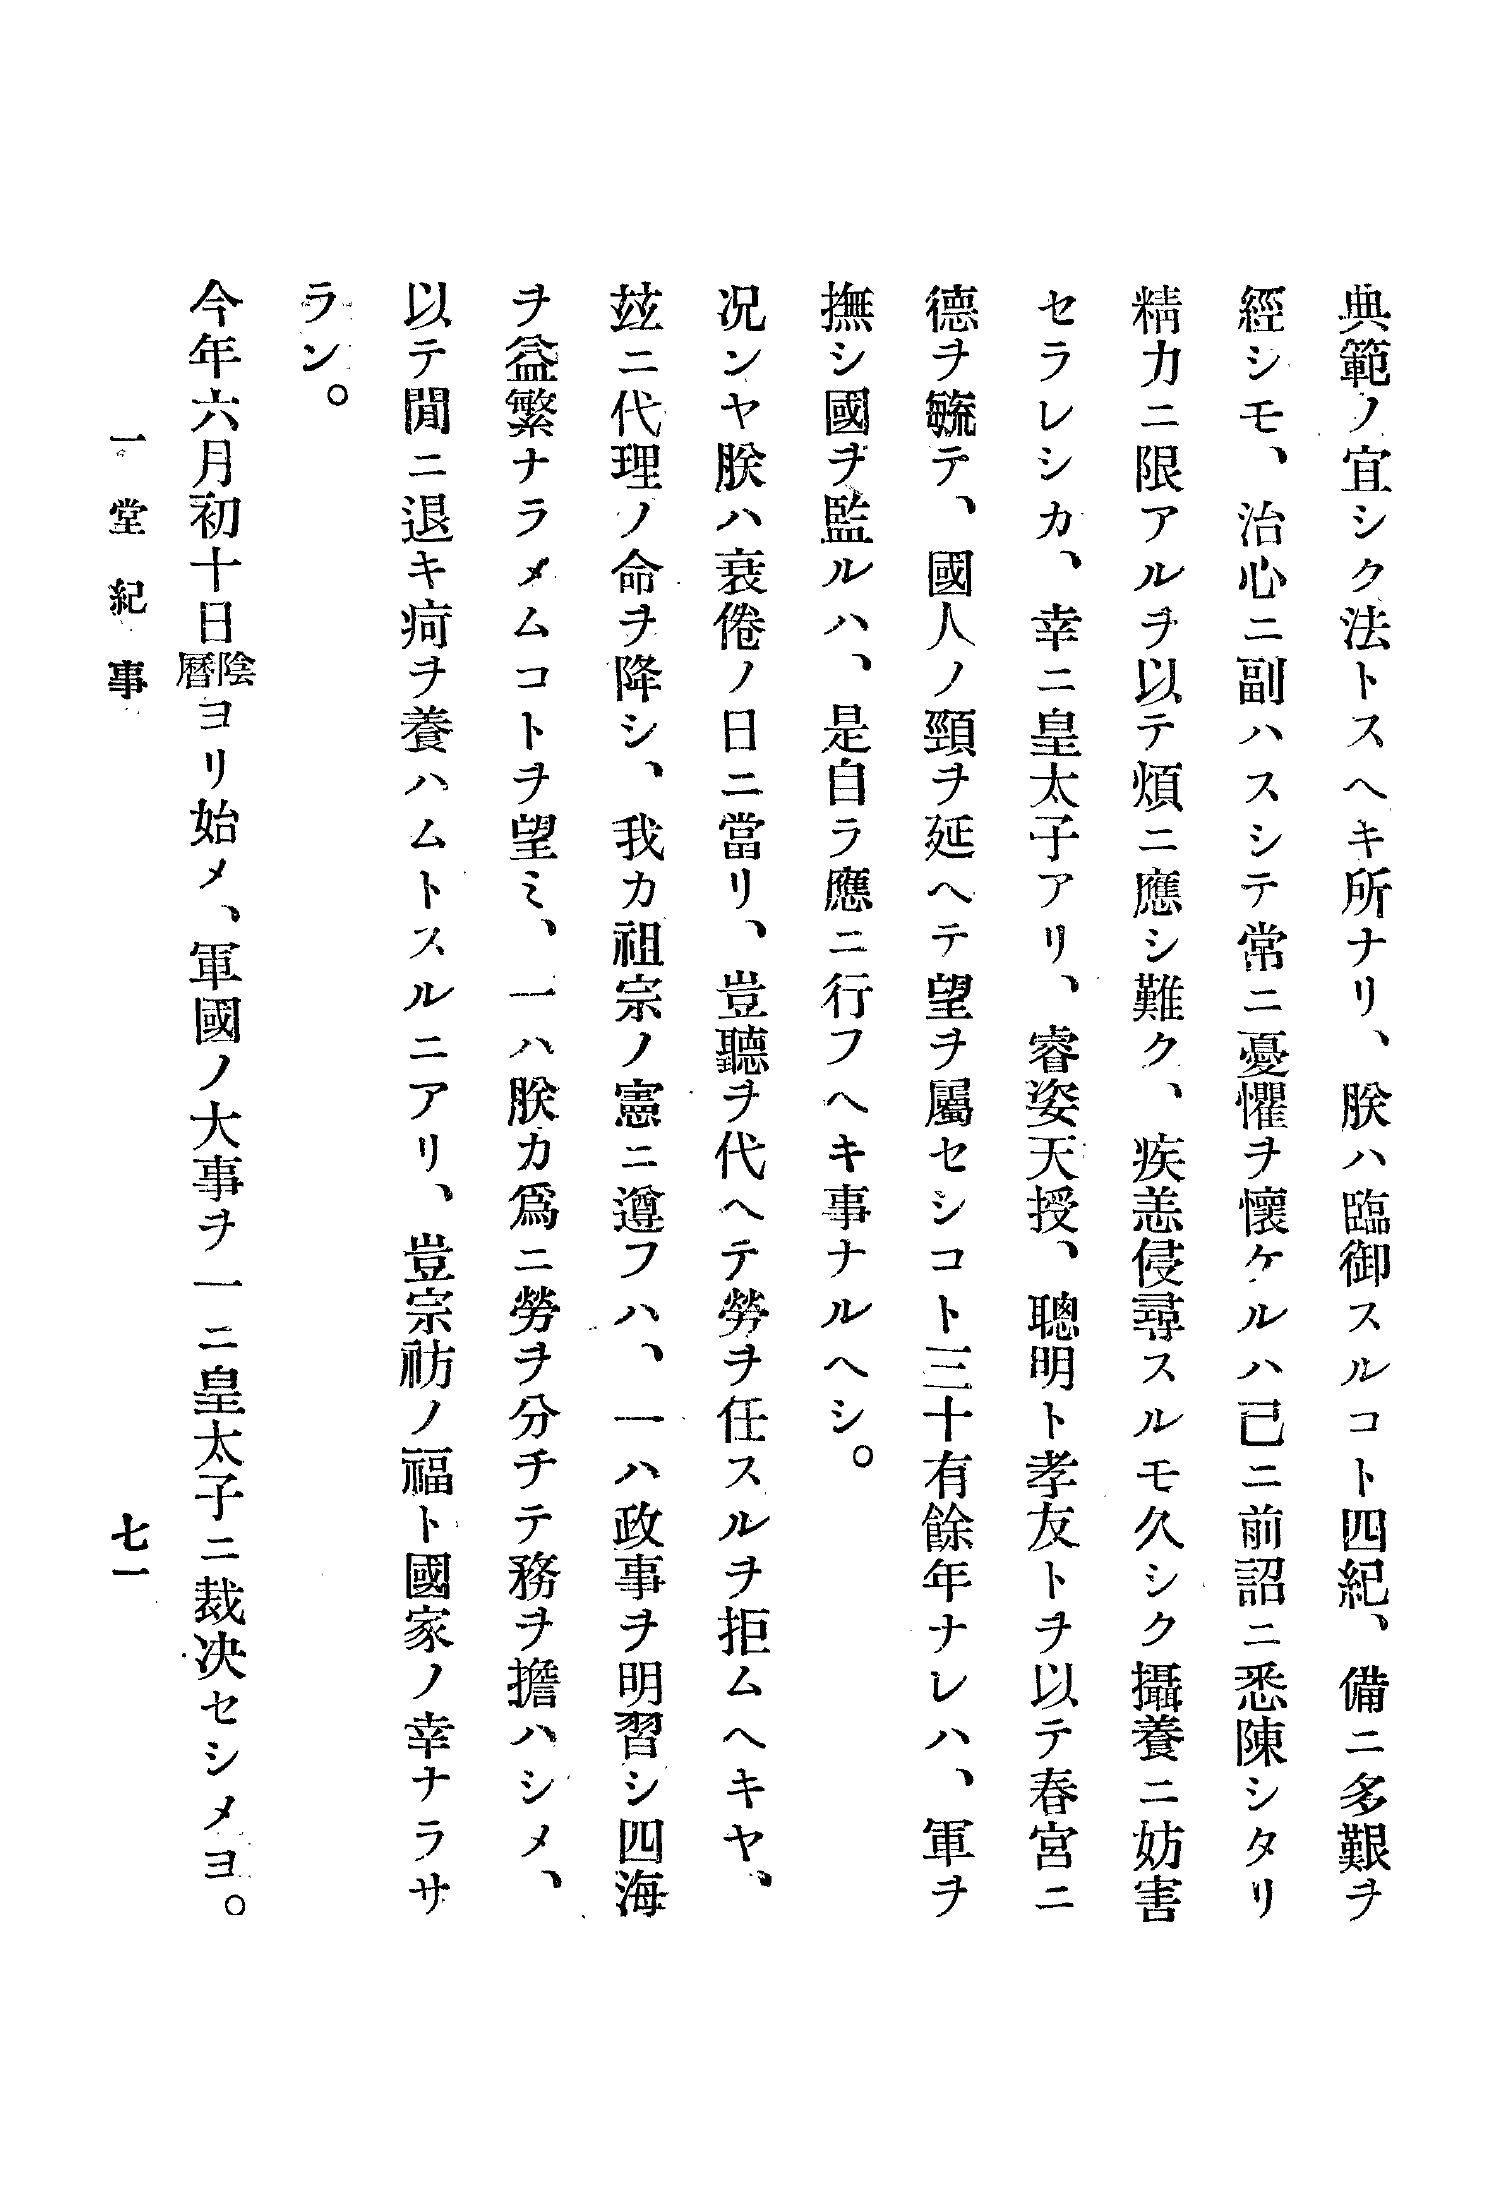 典範ノ宜シク法トスヘキ所ナリ、朕ハ臨御スルコト四紀、備ニ多艱ヲ
經シモ、治心ニ副ハスシテ常ニ憂懼ヲ懷ケルハ已ニ前詔ニ悉陳シタリ
精力ニ限アルヲ以テ煩ニ應シ難ク、疾恙侵尋スルモ久シク攝養ニ妨害
セラレシカ、幸ニ皇太子アリ、睿姿天授、聰明ト孝友トヲ以テ春宮ニ
德ヲ毓テ、國人ノ頸ヲ延ヘテ望ヲ屬セシコト三十有餘年ナレハ、軍ヲ
撫シ國ヲ監ルハ、是自ラ應ニ行フヘキ事ナルヘシ。
况ンヤ朕ハ衰倦ノ日ニ當リ、豈聽ヲ代ヘテ勞ヲ任スルヲ拒ムヘキヤ、
玆ニ代理ノ命ヲ降シ、我カ祖宗ノ憲ニ遵フハ、一ハ政事ヲ明習シ四海
ヲ益繁ナラメムコトヲ望ミ、一ハ朕カ爲ニ勞ヲ分チテ務ヲ擔ハシメ、
以テ閒ニ退キ疴ヲ養ハムトスルニアリ、豈宗祊ノ福ト國家ノ幸ナラサ
ラン。
今年六月初十日陰曆ヨリ始メ、軍國ノ大事ヲ一ニ皇太子ニ裁决セシメヨ。
一堂紀事
七一